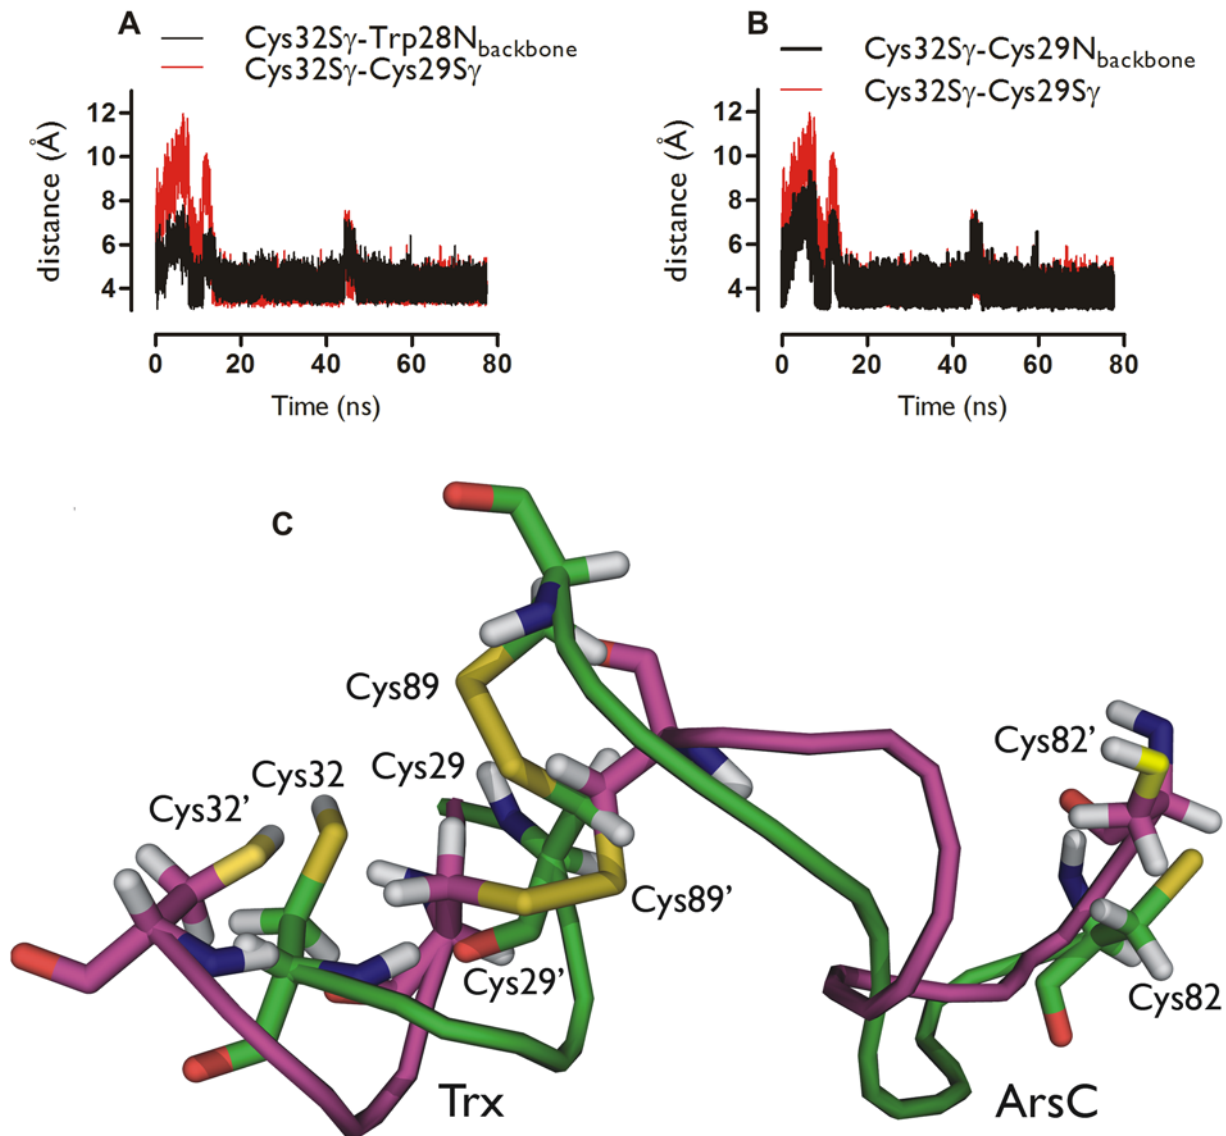 A
Cys32Sγ-Trp28Nbackbone
Cys32Sγ-Cys29Sγ
distance (Å)
12
10
8
6
4
0 20 40 60 80
Time (ns)
B
Cys32Sγ-Cys29Nbackbone
Cys32Sγ-Cys29Sγ
distance (Å)
12
10
8
6
4
0 20 40 60 80
Time (ns)
C
Cys89
Cys82'
Cys32 Cys29
Cys32'
Cys89'
Cys29'
Cys82
Trx ArsC